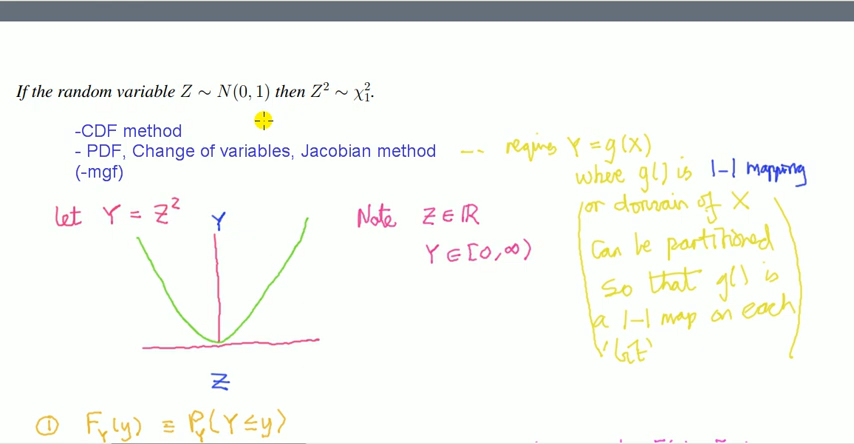 If the random variable Z ∼ N(0, 1) then Z² ∼ χ²₁.
-CDF method
- PDF, Change of variables, Jacobian method
(-mgf)
-- requires Y = g(X)
where g() is 1-1 mapping
(or domain of X
can be partitioned
so that g() is
a 1-1 map on each
'bit')
Let Y = Z²
Y
Z
Note Z ∈ ℝ
Y ∈ [0, ∞)
① F_Y(y) ≡ P_Y(Y ≤ y)